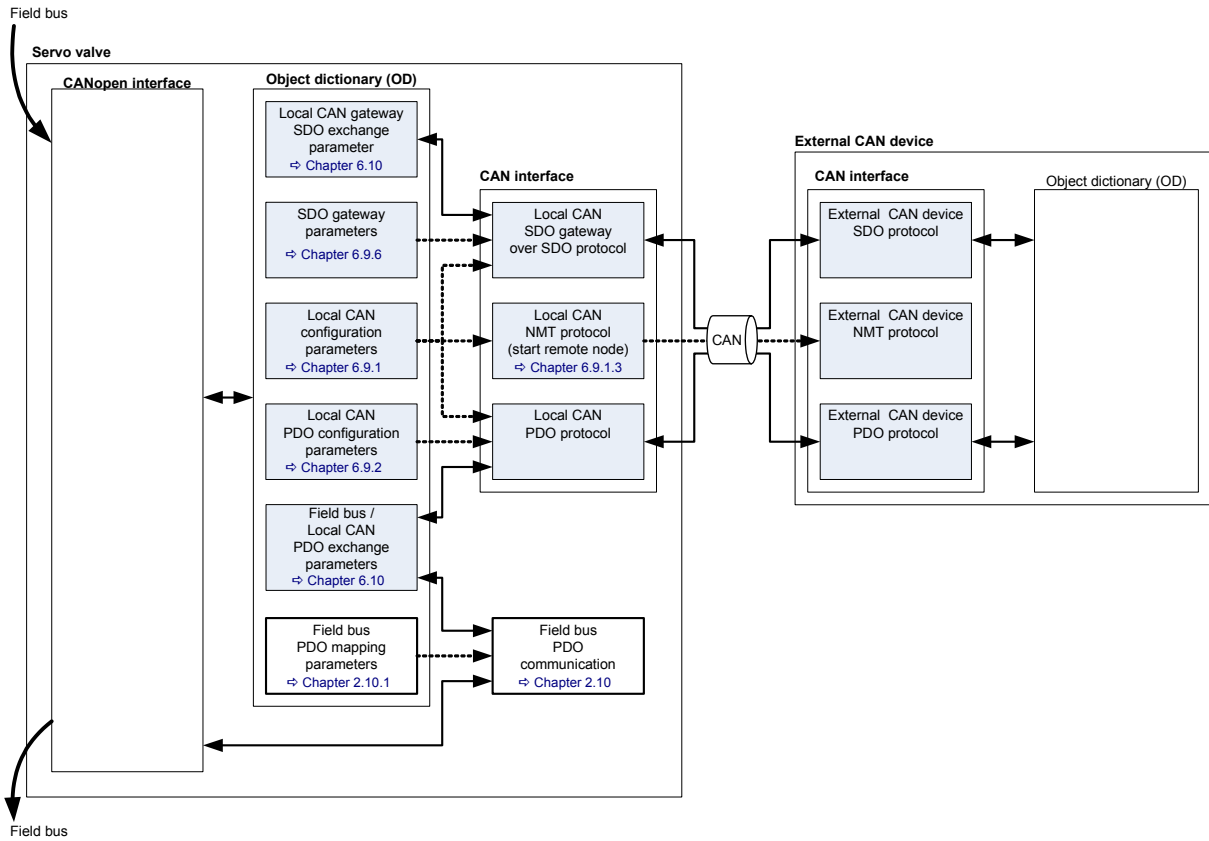 Field bus
Servo valve
CANopen interface
Object dictionary (OD)
Local CAN gateway
SDO exchange
parameter
⇨ Chapter 6.10
SDO gateway
parameters
⇨ Chapter 6.9.6
Local CAN
configuration
parameters
⇨ Chapter 6.9.1
Local CAN
PDO configuration
parameters
⇨ Chapter 6.9.2
Field bus /
Local CAN
PDO exchange
parameters
⇨ Chapter 6.10
Field bus
PDO mapping
parameters
⇨ Chapter 2.10.1
CAN interface
Local CAN
SDO gateway
over SDO protocol
Local CAN
NMT protocol
(start remote node)
⇨ Chapter 6.9.1.3
Local CAN
PDO protocol
Field bus
PDO
communication
⇨ Chapter 2.10
CAN
External CAN device
CAN interface
External CAN device
SDO protocol
External CAN device
NMT protocol
External CAN device
PDO protocol
Object dictionary (OD)
Field bus